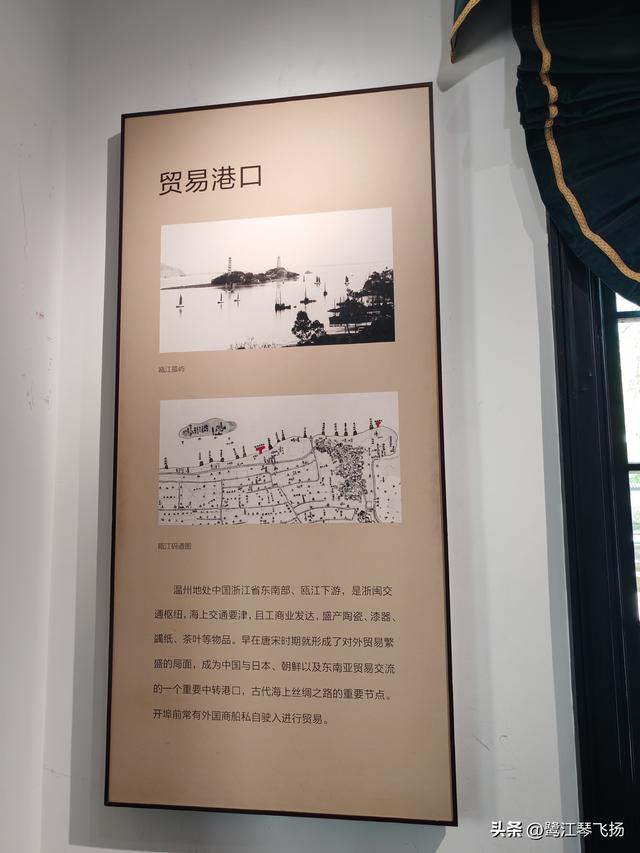 贸易港口
瓯江孤屿
瓯江码道图
温州地处中国浙江省东南部、瓯江下游，是浙闽交
通枢纽，海上交通要津，且工商业发达，盛产陶瓷、漆器、
蠲纸、茶叶等物品。早在唐宋时期就形成了对外贸易繁
盛的局面，成为中国与日本、朝鲜以及东南亚贸易交流
的一个重要中转港口，古代海上丝绸之路的重要节点。
开埠前常有外国商船私自驶入进行贸易。
头条 @鹭江琴飞扬